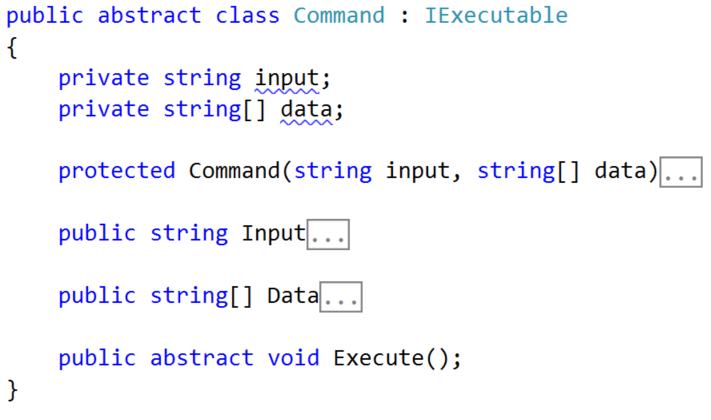 public abstract class Command : IExecutable
{
private string input;
private string[] data;
protected Command(string input, string[] data)...
public string Input...
public string[] Data...
public abstract void Execute();
}